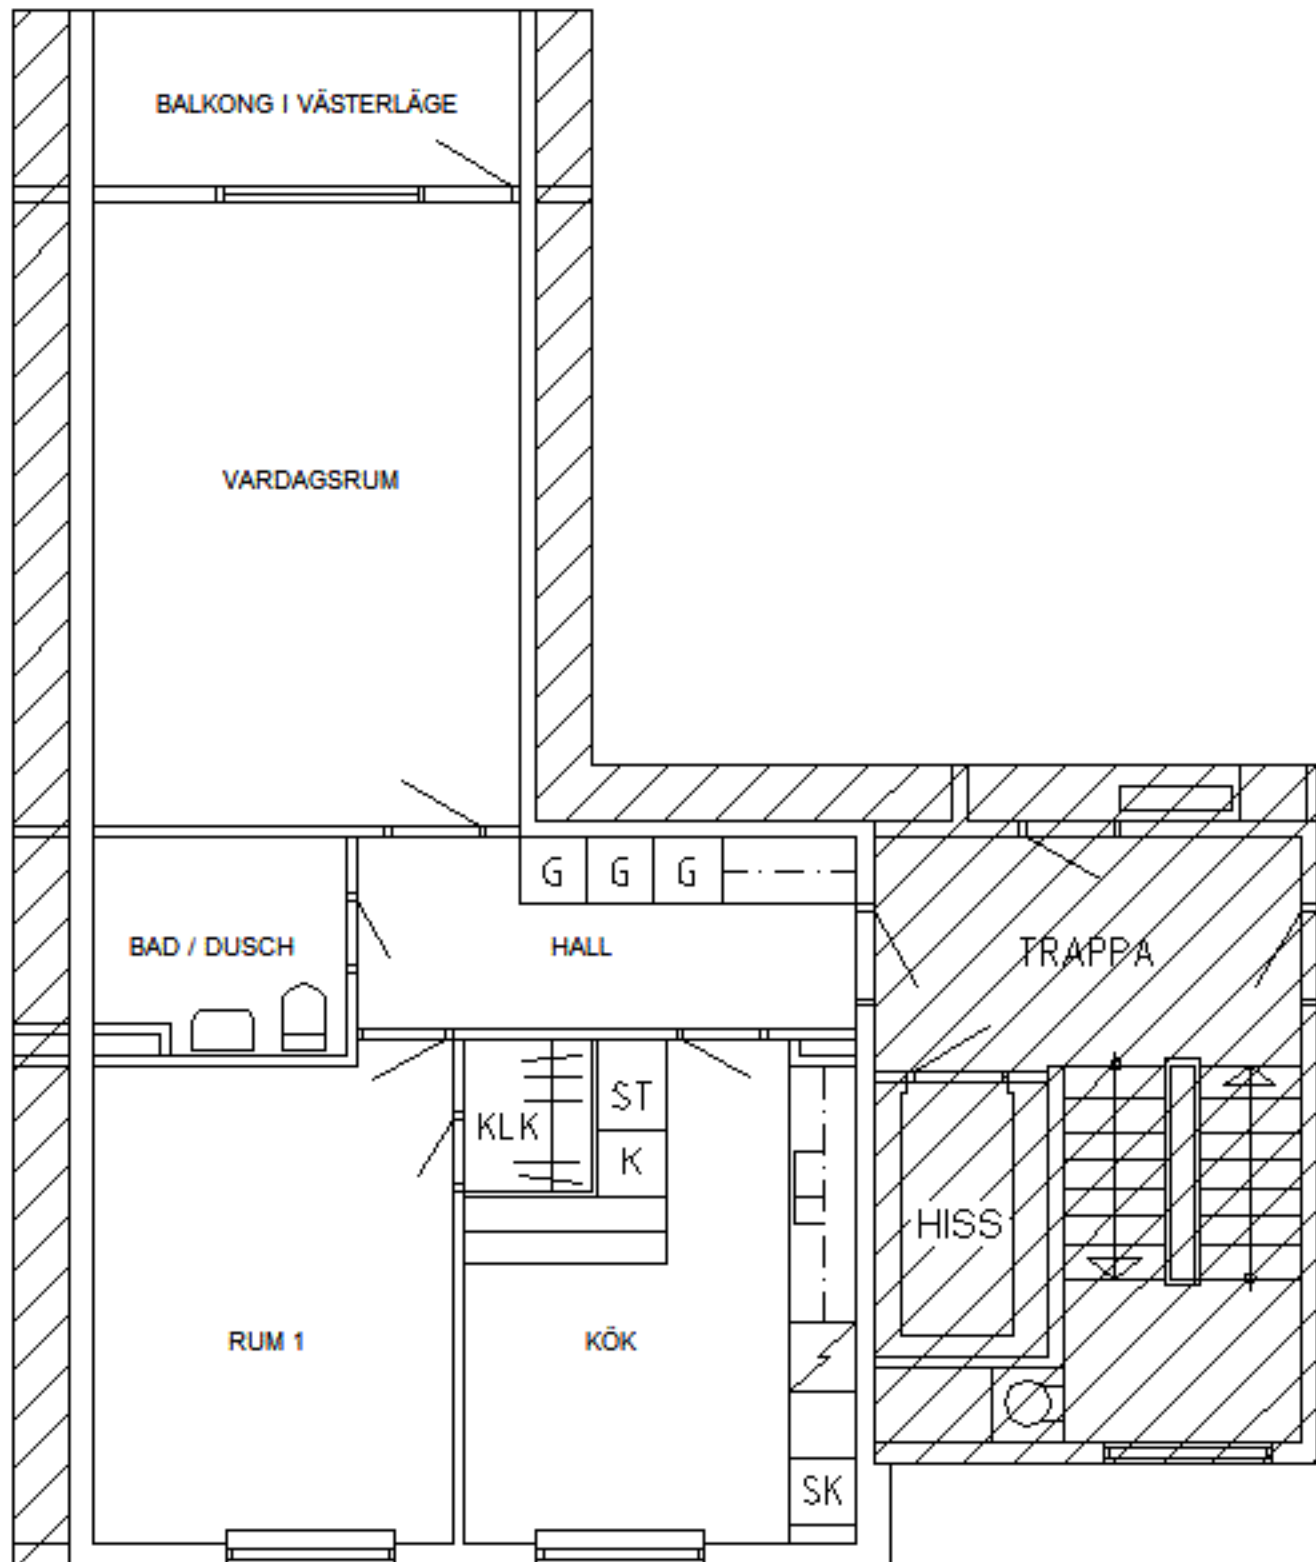 BALKONG I VÄSTERLÄGE
VARDAGSRUM
G G G
BAD / DUSCH
HALL
TRAPPA
ST
KLK
K
HISS
RUM 1
KÖK
SK